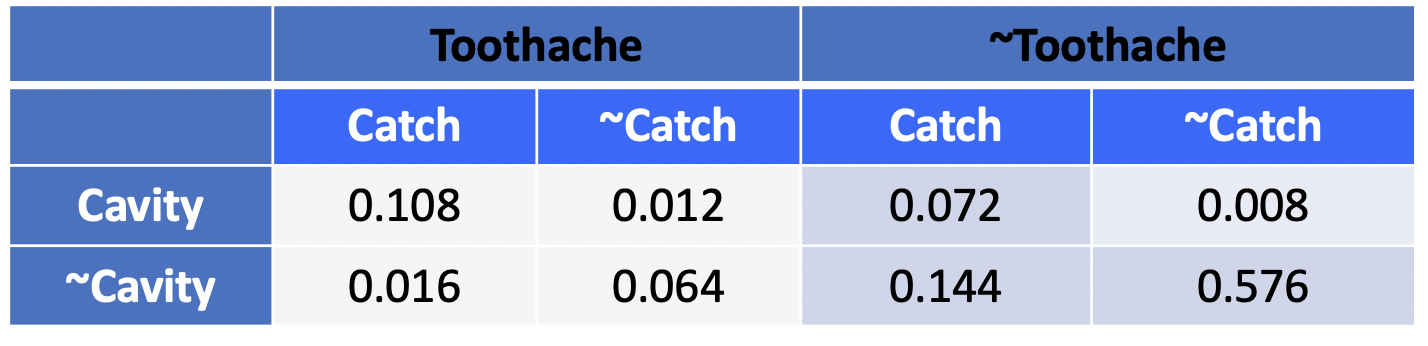 Toothache ~Toothache
Catch ~Catch Catch ~Catch
Cavity 0.108 0.012 0.072 0.008
~Cavity 0.016 0.064 0.144 0.576